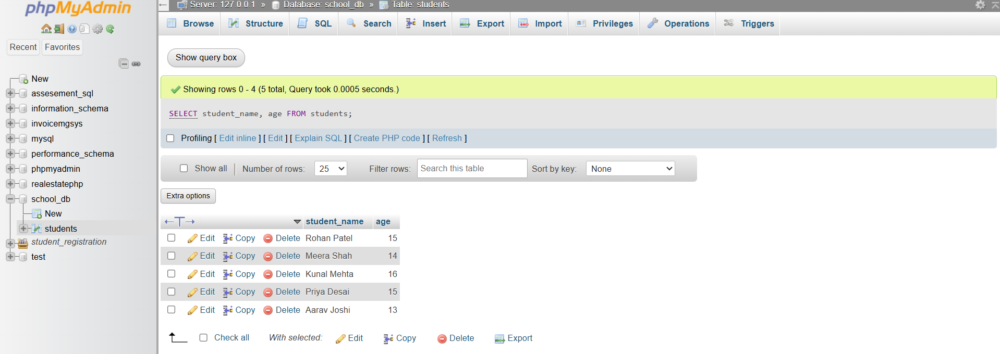 phpMyAdmin
Recent Favorites
New
assesement_sql
information_schema
invoicemgsys
mysql
performance_schema
phpmyadmin
realestatephp
school_db
New
students
student_registration
test
Server: 127.0.0.1 » Database: school_db » Table: students
Browse Structure SQL Search Insert Export Import Privileges Operations Triggers
Show query box
Showing rows 0 - 4 (5 total, Query took 0.0005 seconds.)
SELECT student_name, age FROM students;
Profiling [ Edit inline ] [ Edit ] [ Explain SQL ] [ Create PHP code ] [ Refresh ]
Show all Number of rows: 25 Filter rows: Search this table Sort by key: None
Extra options
student_name age
Edit Copy Delete Rohan Patel 15
Edit Copy Delete Meera Shah 14
Edit Copy Delete Kunal Mehta 16
Edit Copy Delete Priya Desai 15
Edit Copy Delete Aarav Joshi 13
Check all With selected: Edit Copy Delete Export